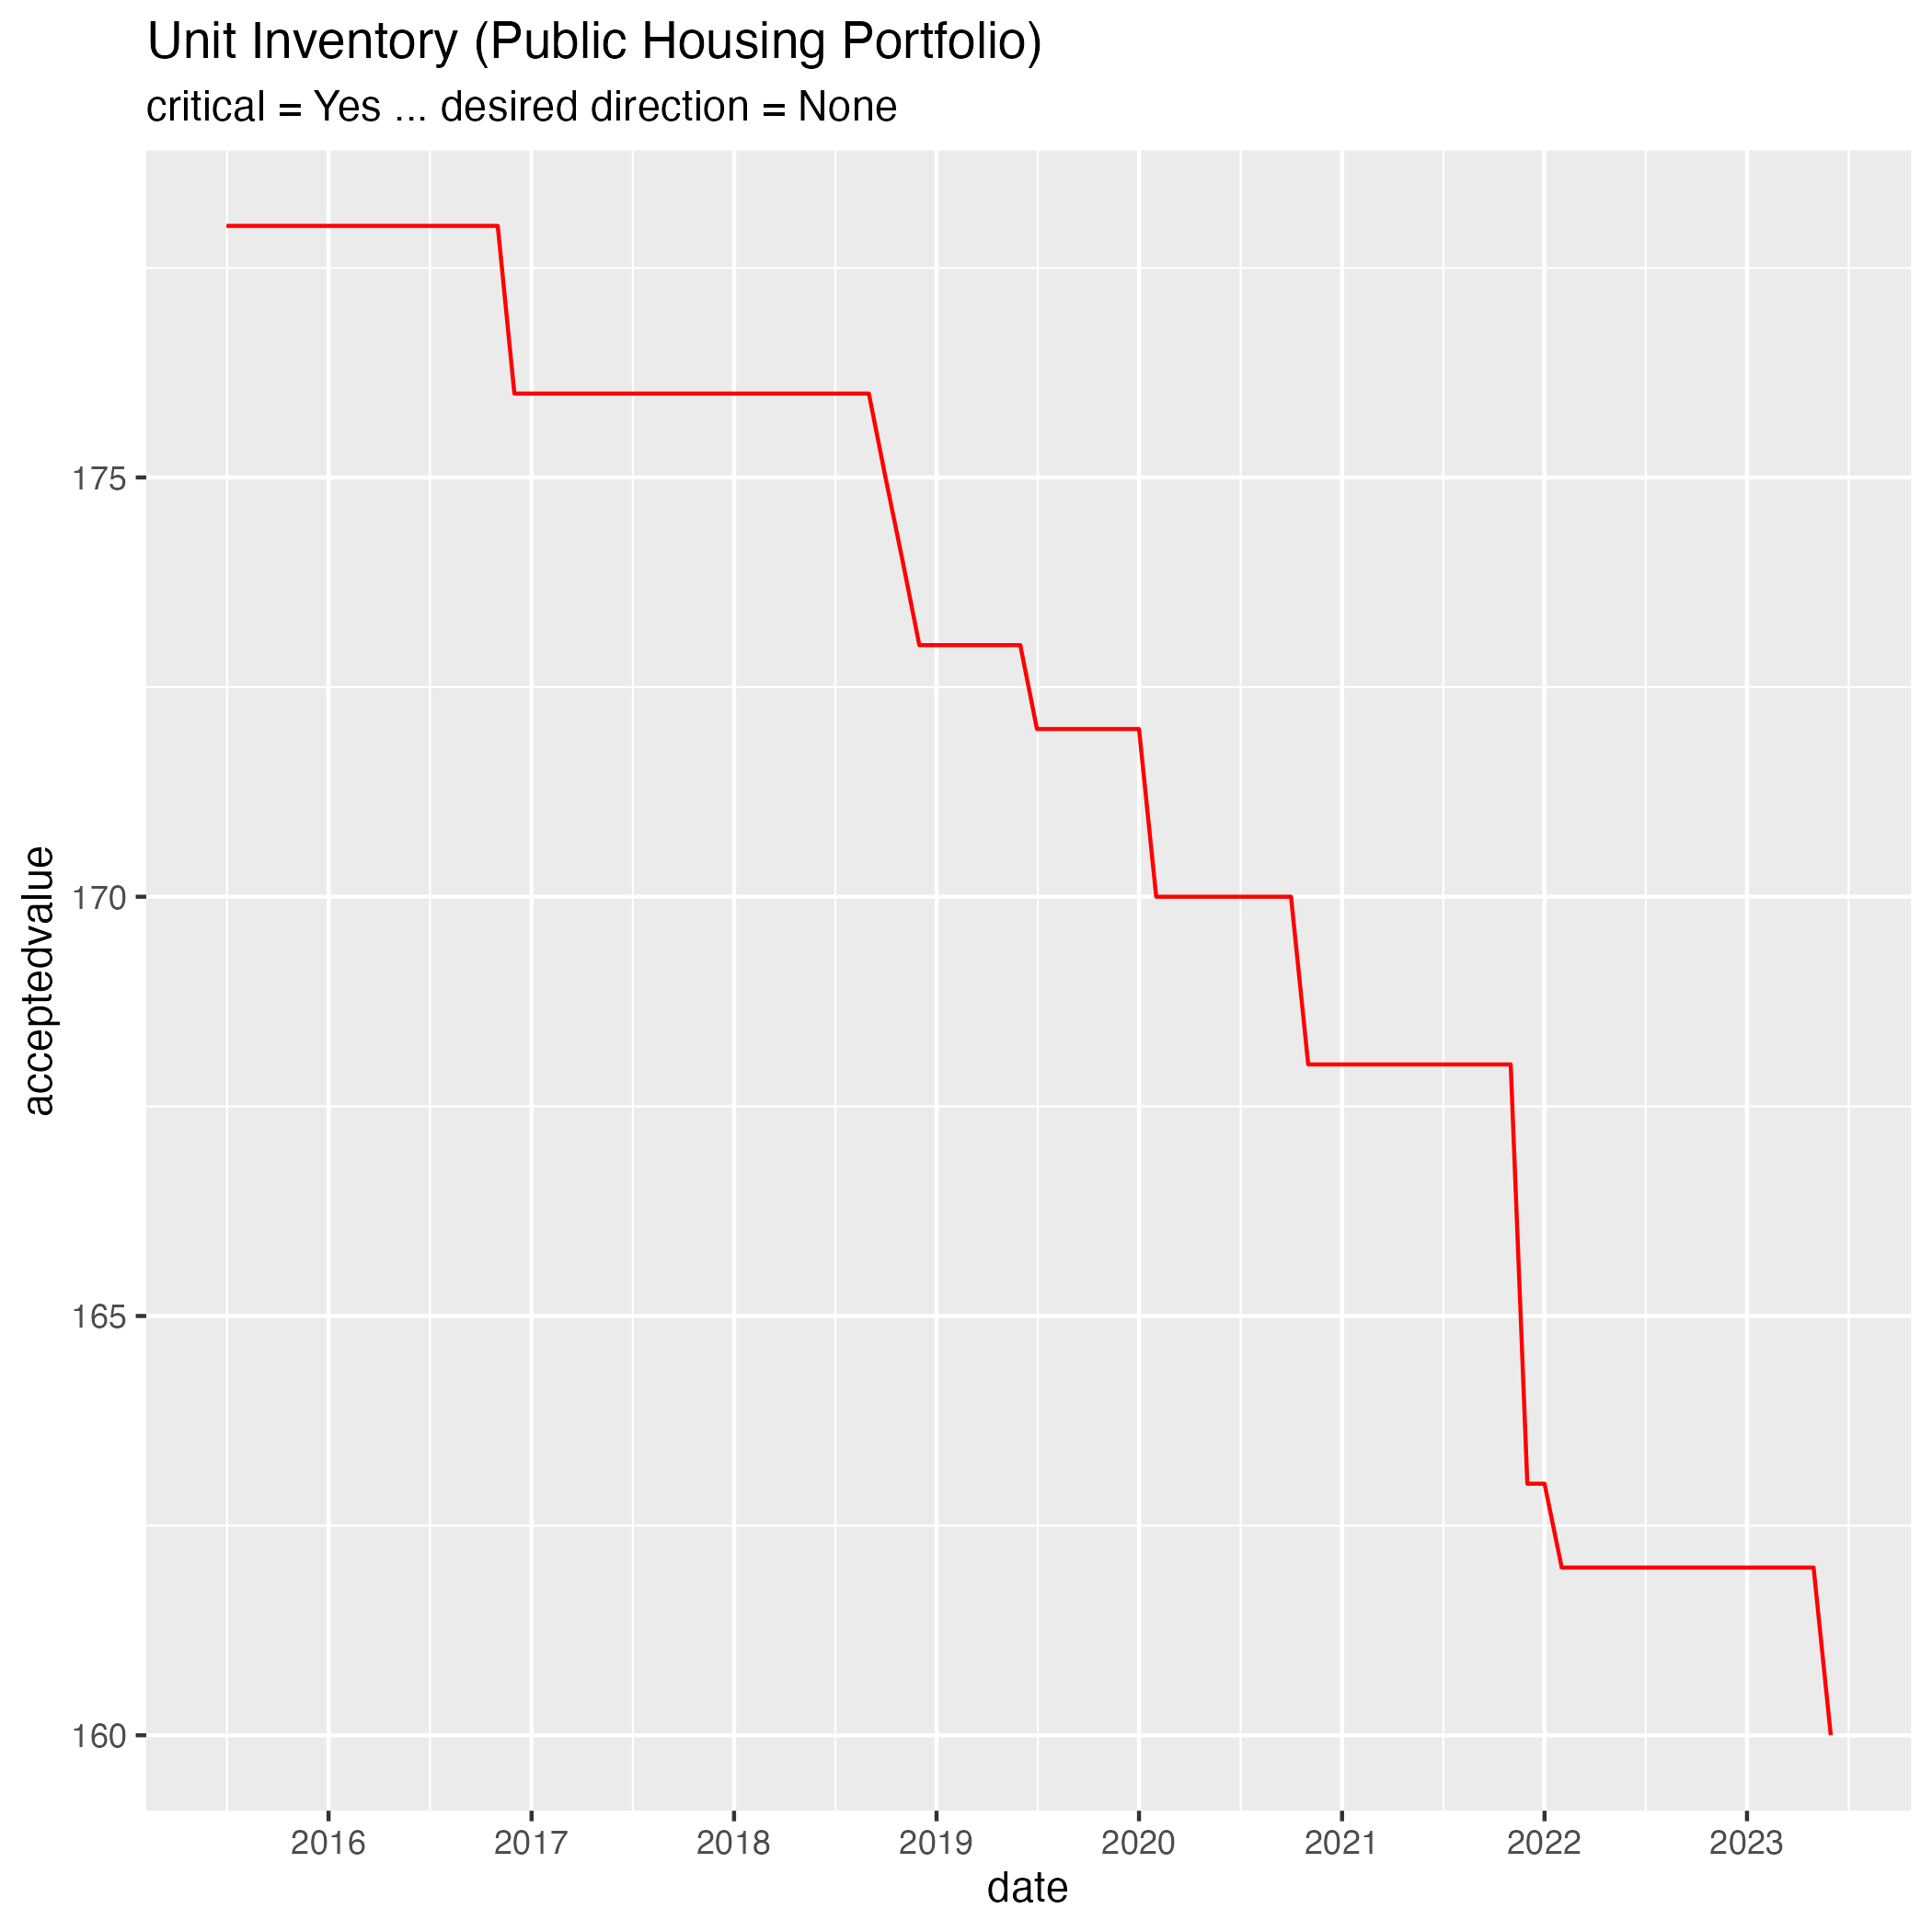 Unit Inventory (Public Housing Portfolio)
critical = Yes ... desired direction = None
acceptedvalue
175
170
165
160
2016 2017 2018 2019 2020 2021 2022 2023
date